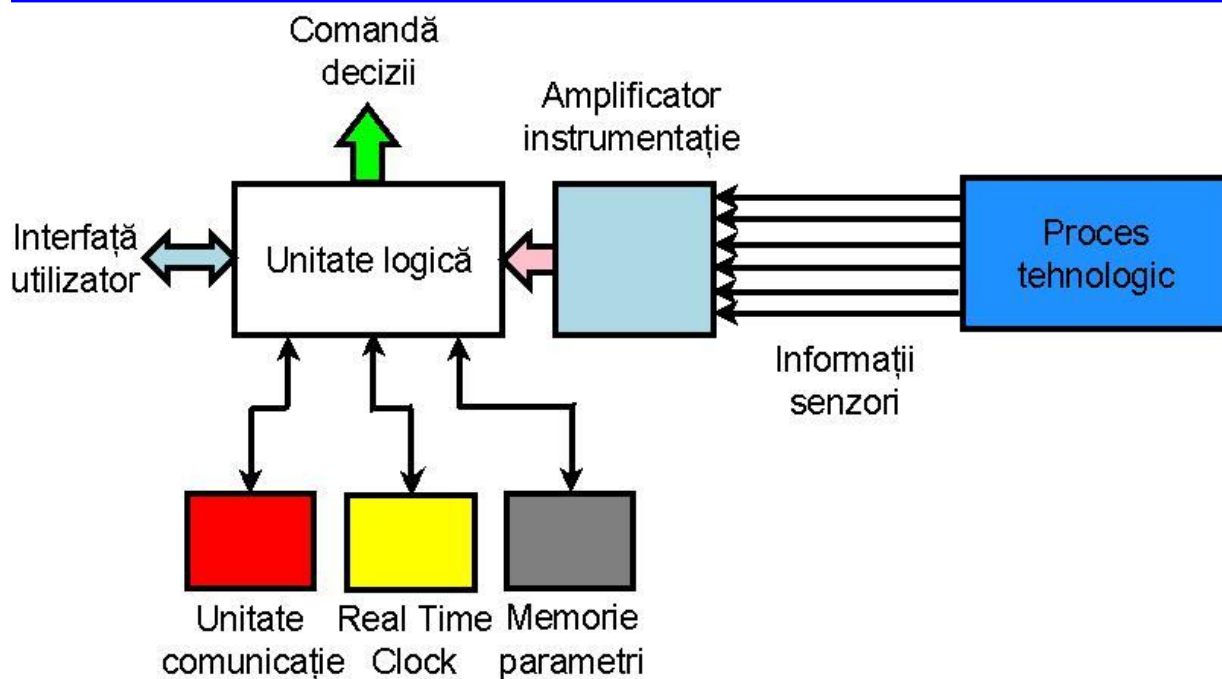 Comandă
decizii
Amplificator
instrumentație
Interfață
utilizator
Unitate logică
Proces
tehnologic
Informații
senzori
Unitate
comunicație
Real Time
Clock
Memorie
parametri